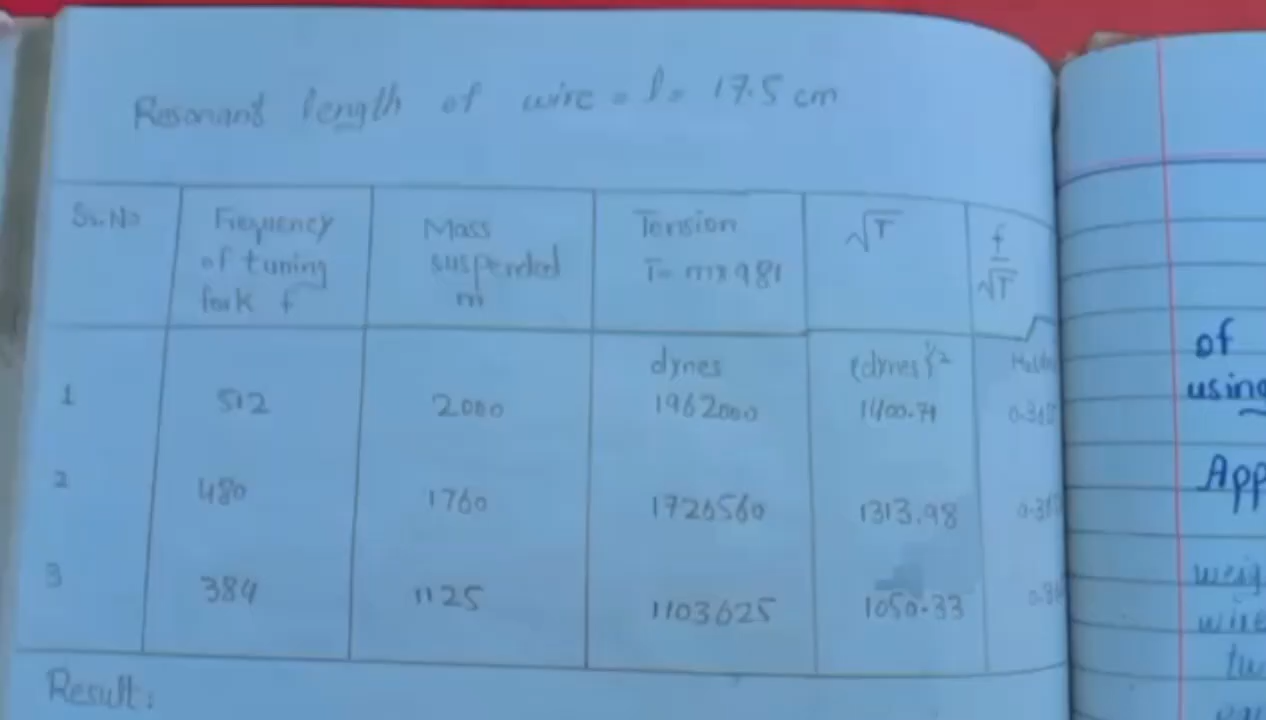 Resonant length of wire = l = 17.5 cm
Sr. No Frequency of tuning fork f Mass suspended m Tension T= m×981 √T f/√T
dynes (dynes)^1/2
1 512 2000 1962000 1400.71
2 480 1760 1726560 1313.98
3 384 1125 1103625 1050.33
Result:
of
using
App
wire